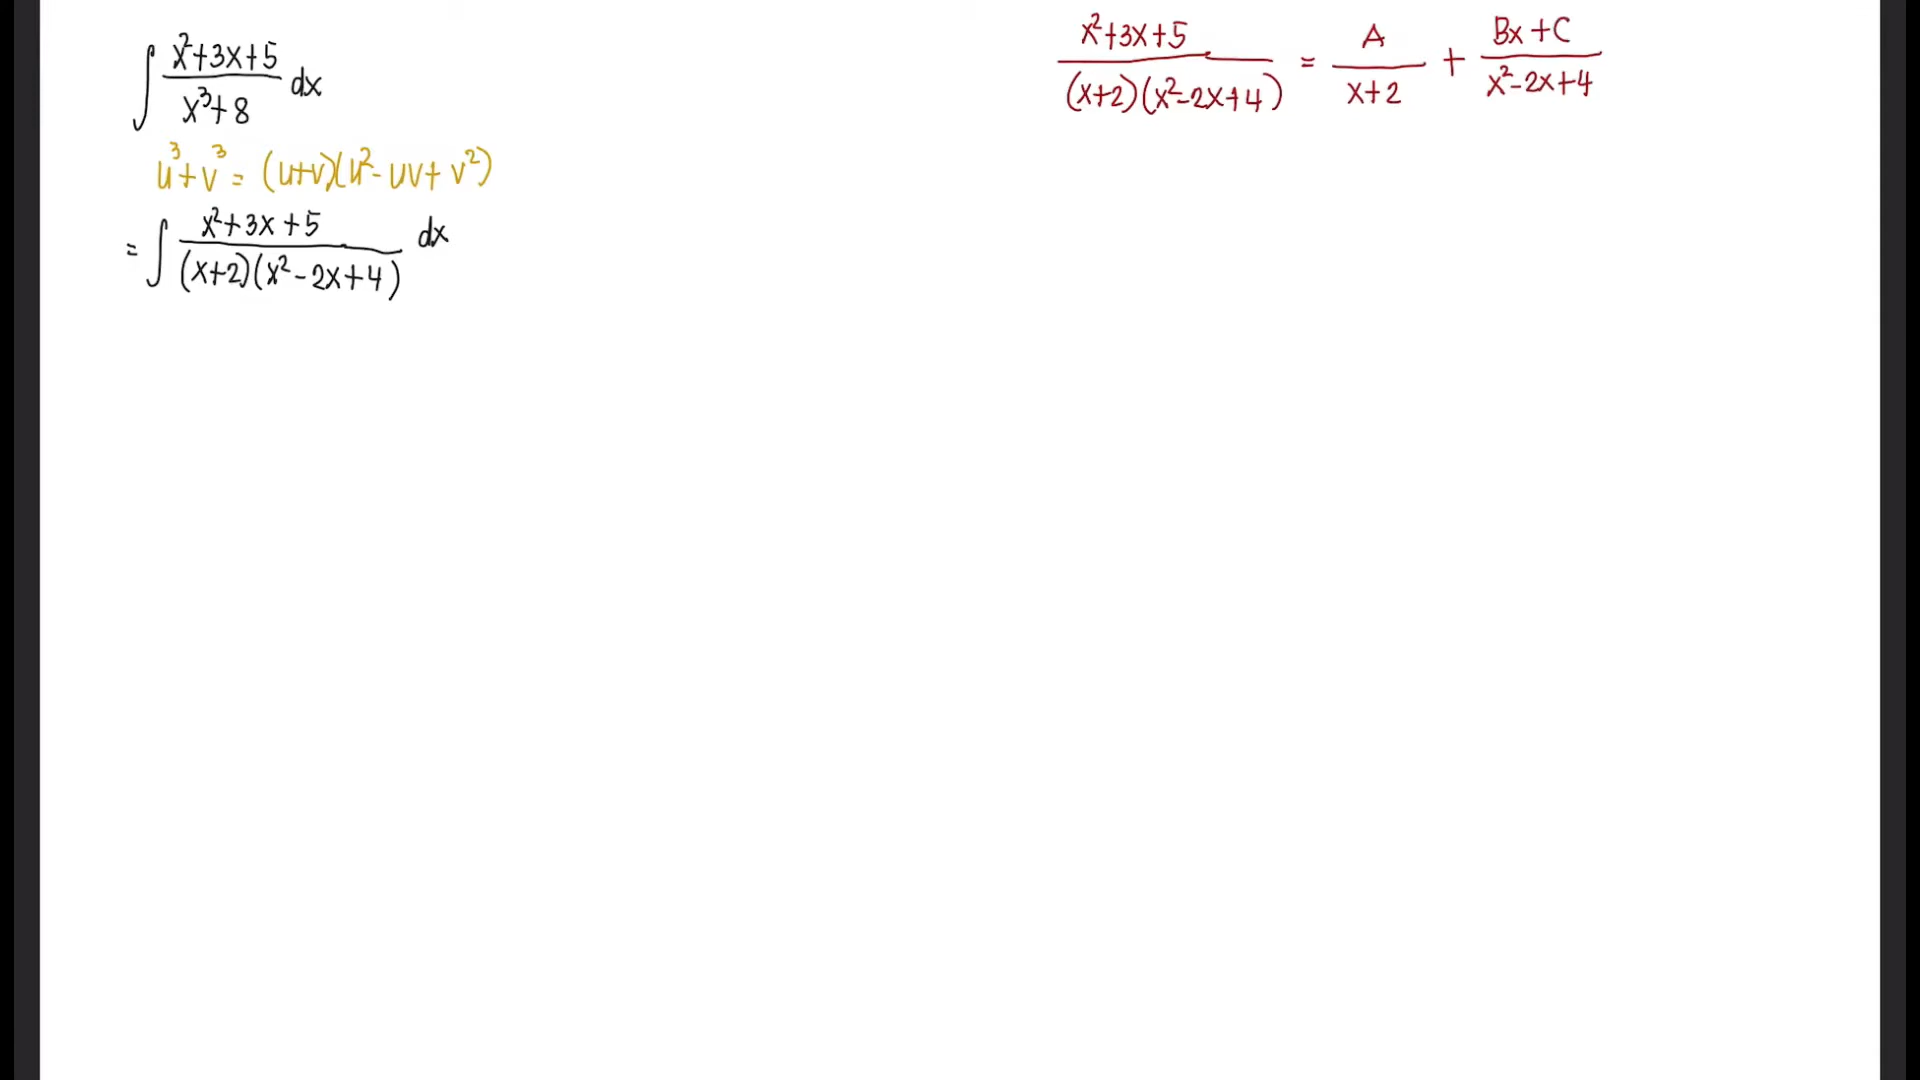 ∫ (x²+3x+5)/(x³+8) dx
u³+v³ = (u+v)(u²-uv+v²)
= ∫ (x²+3x+5)/((x+2)(x²-2x+4)) dx
(x²+3x+5)/((x+2)(x²-2x+4)) = A/(x+2) + (Bx+C)/(x²-2x+4)